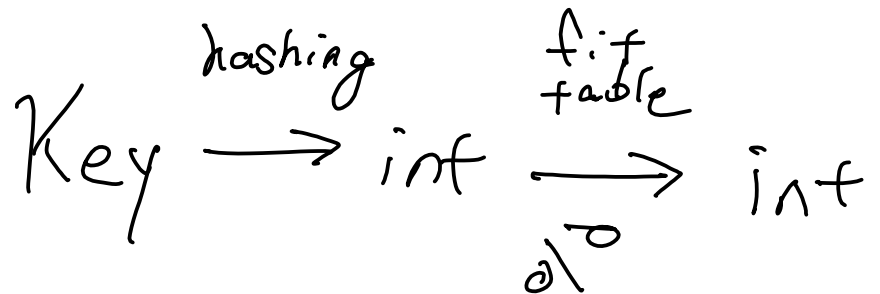 hashing
fit
table
Key → int → int
%